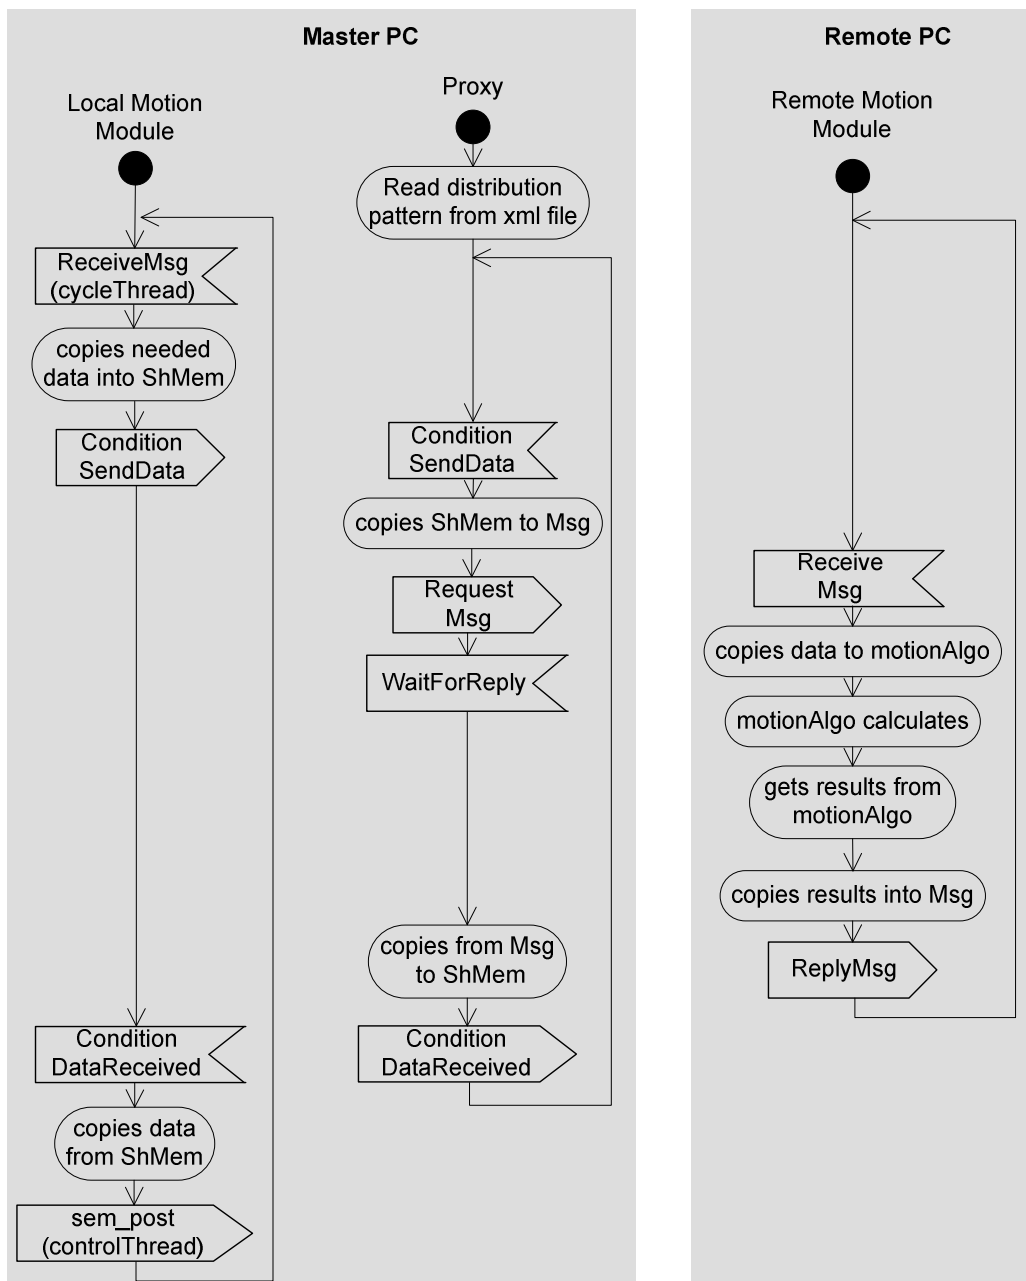 Master PC
Local Motion
Module
ReceiveMsg
(cycleThread)
copies needed
data into ShMem
Condition
SendData
Condition
DataReceived
copies data
from ShMem
sem_post
(controlThread)
Proxy
Read distribution
pattern from xml file
Condition
SendData
copies ShMem to Msg
Request
Msg
WaitForReply
copies from Msg
to ShMem
Condition
DataReceived
Remote PC
Remote Motion
Module
Receive
Msg
copies data to motionAlgo
motionAlgo calculates
gets results from
motionAlgo
copies results into Msg
ReplyMsg